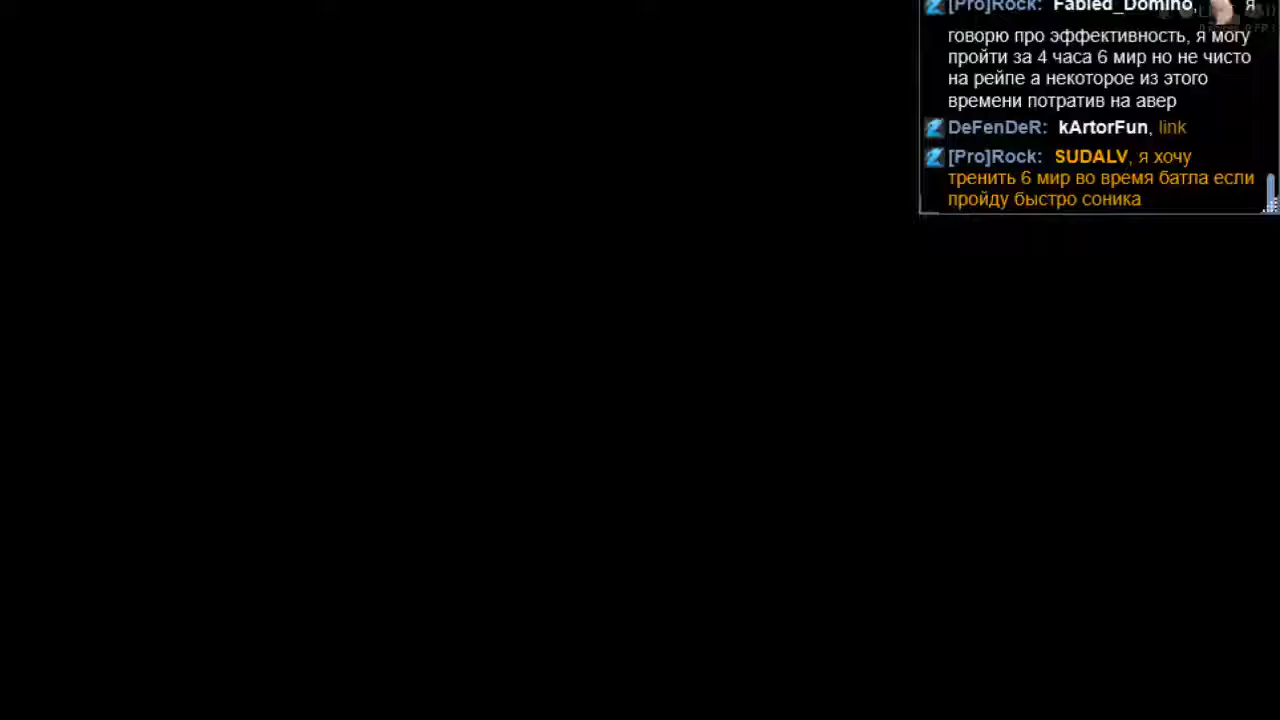 [Pro]Rock: Fabled_Domino, я
говорю про эффективность, я могу
пройти за 4 часа 6 мир но не чисто
на рейпе а некоторое из этого
времени потратив на авер
DeFenDeR: kArtorFun, link
[Pro]Rock: SUDALV, я хочу
тренить 6 мир во время батла если
пройду быстро соника